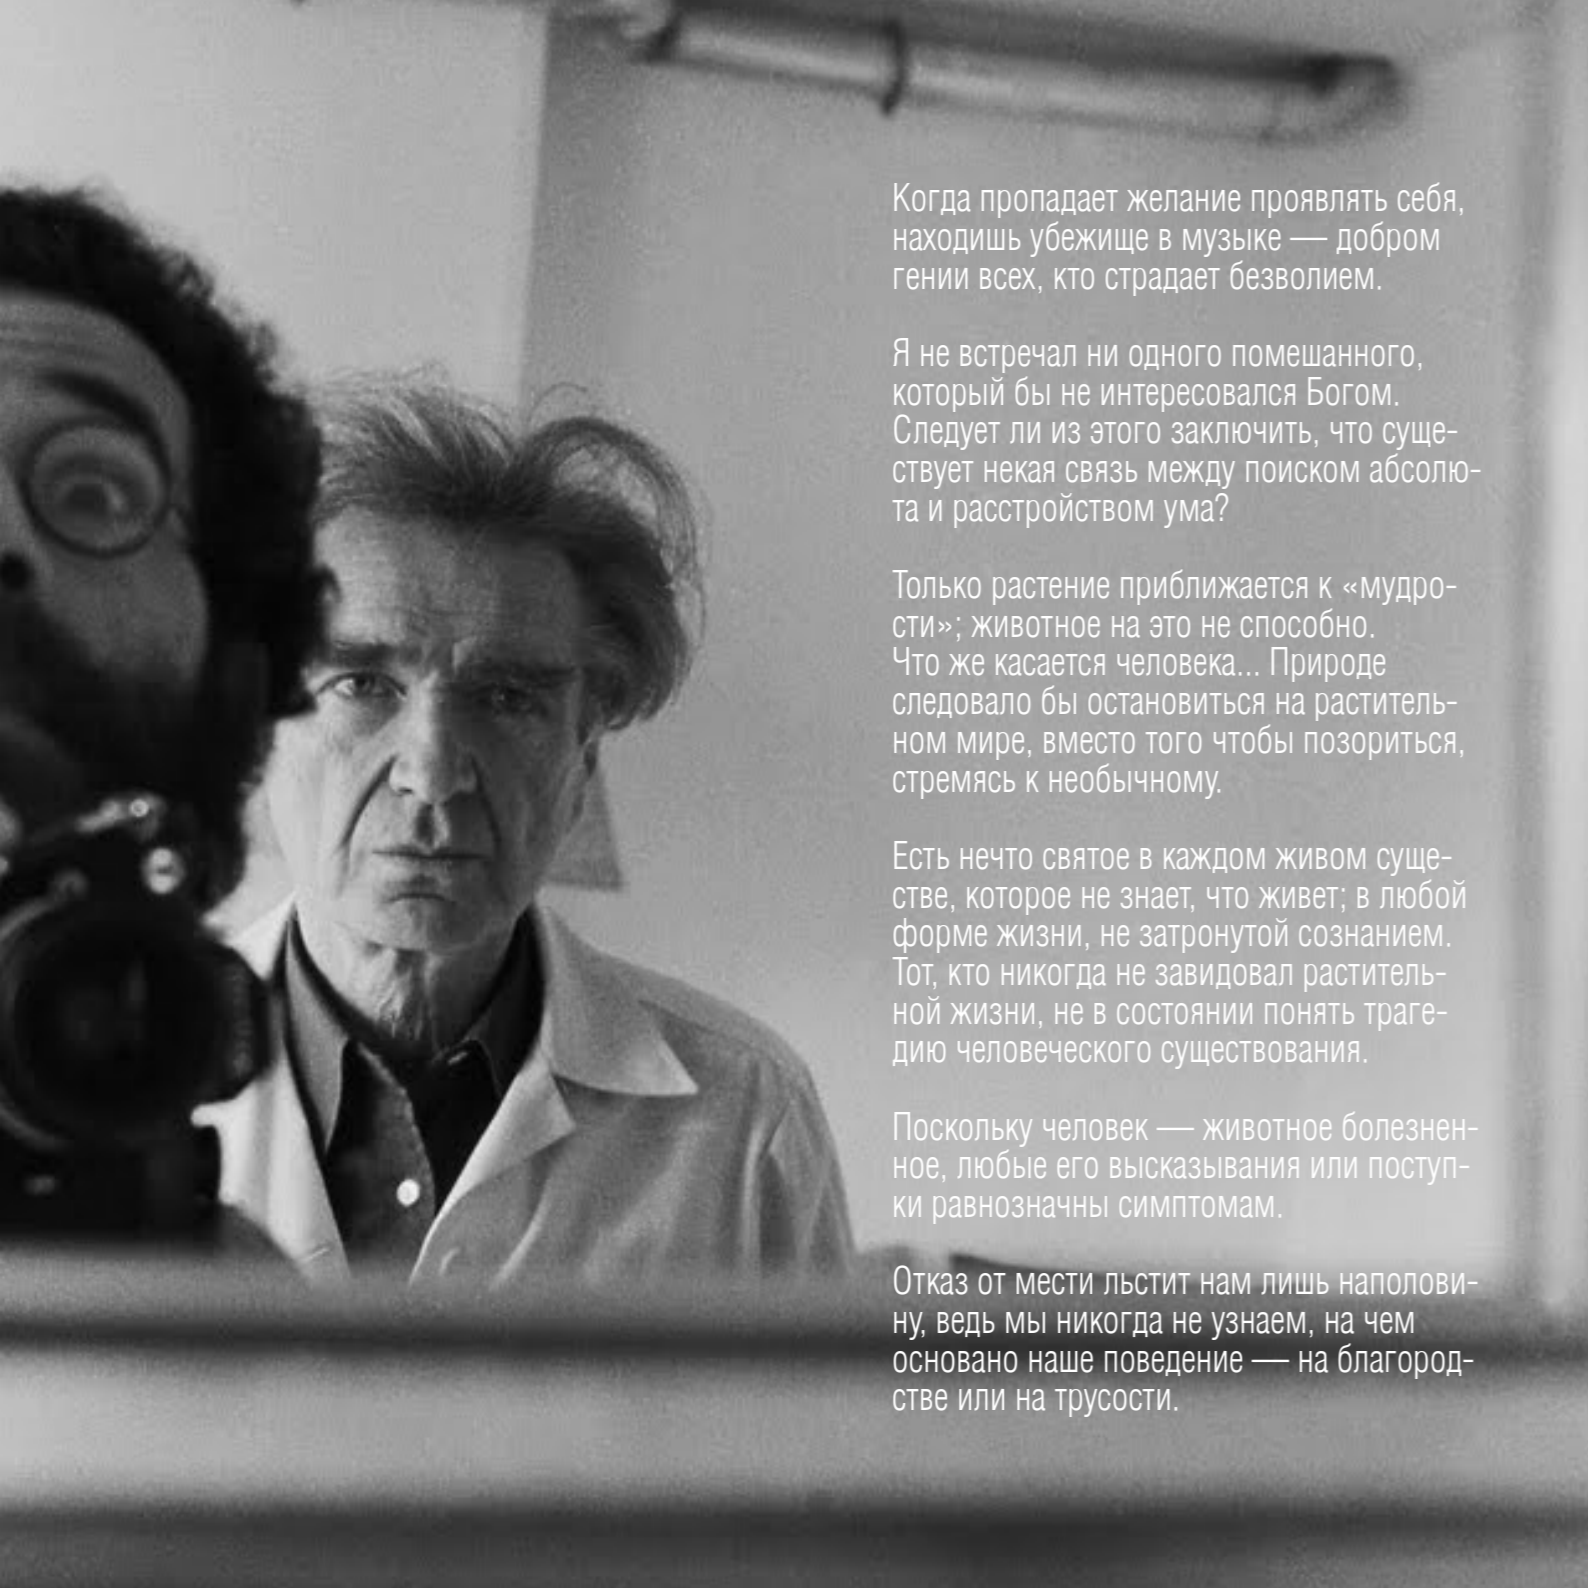 Когда пропадает желание проявлять себя,
находишь убежище в музыке — добром
гении всех, кто страдает безволием.
Я не встречал ни одного помешанного,
который бы не интересовался Богом.
Следует ли из этого заключить, что суще-
ствует некая связь между поиском абсолю-
та и расстройством ума?
Только растение приближается к «мудро-
сти»; животное на это не способно.
Что же касается человека... Природе
следовало бы остановиться на раститель-
ном мире, вместо того чтобы позориться,
стремясь к необычному.
Есть нечто святое в каждом живом суще-
стве, которое не знает, что живет; в любой
форме жизни, не затронутой сознанием.
Тот, кто никогда не завидовал раститель-
ной жизни, не в состоянии понять траге-
дию человеческого существования.
Поскольку человек — животное болезнен-
ное, любые его высказывания или поступ-
ки равнозначны симптомам.
Отказ от мести льстит нам лишь наполови-
ну, ведь мы никогда не узнаем, на чем
основано наше поведение — на благород-
стве или на трусости.